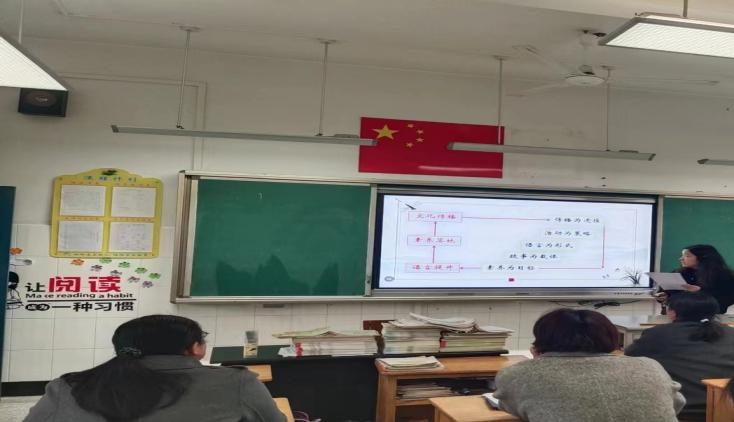 让阅读
Make reading a habit
成为一种习惯
文化传播
素养落地
语言提升
传播为途径
活动为策略
语言为形式
故事为载体
素养为目标